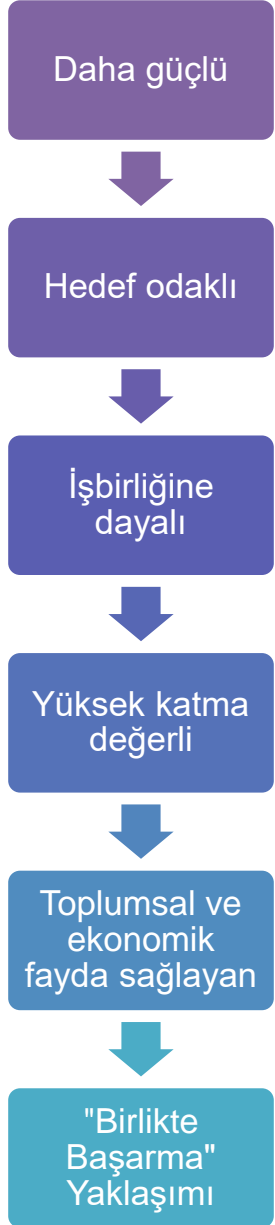 Daha güçlü
Hedef odaklı
İşbirliğine
dayalı
Yüksek katma
değerli
Toplumsal ve
ekonomik
fayda sağlayan
"Birlikte
Başarma"
Yaklaşımı